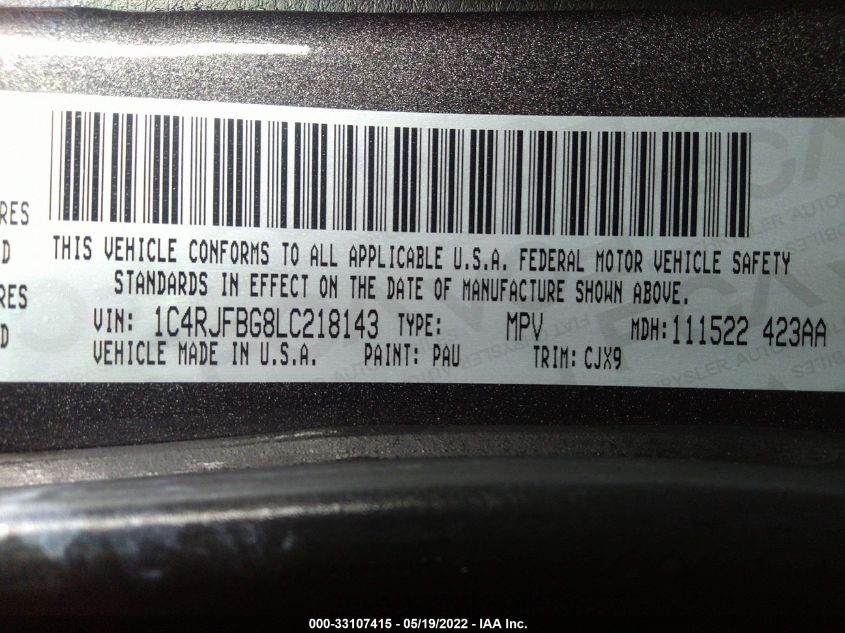 RES
D
RES
D
THIS VEHICLE CONFORMS TO ALL APPLICABLE U.S.A. FEDERAL MOTOR VEHICLE SAFETY
STANDARDS IN EFFECT ON THE DATE OF MANUFACTURE SHOWN ABOVE.
VIN: 1C4RJFBG8LC218143 TYPE: MPV MDH: 111522 423AA
VEHICLE MADE IN U.S.A. PAINT: PAU TRIM: CJX9
000-33107415 - 05/19/2022 - IAA Inc.